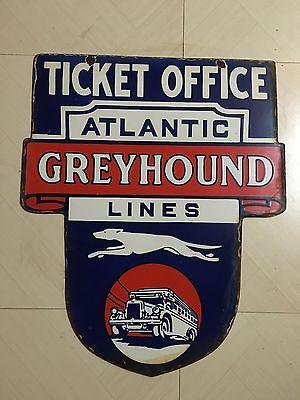 TICKET OFFICE
ATLANTIC
GREYHOUND
LINES